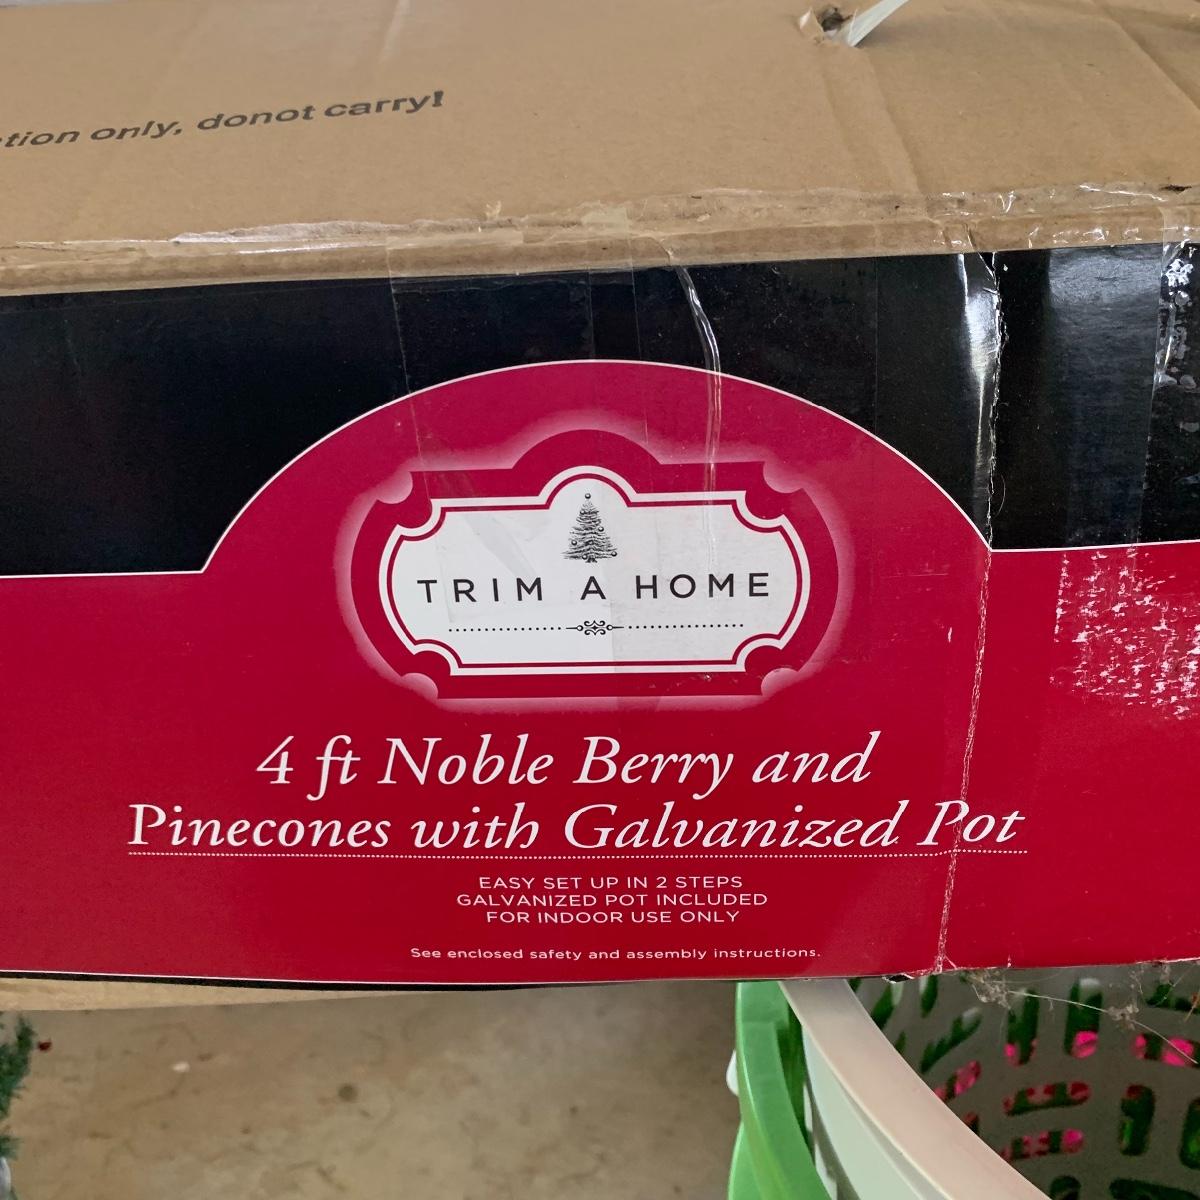 only, donot carry!
TRIM A HOME
4 ft Noble Berry and
Pinecones with Galvanized Pot
EASY SET UP IN 2 STEPS
GALVANIZED POT INCLUDED
FOR INDOOR USE ONLY
See enclosed safety and assembly instructions.